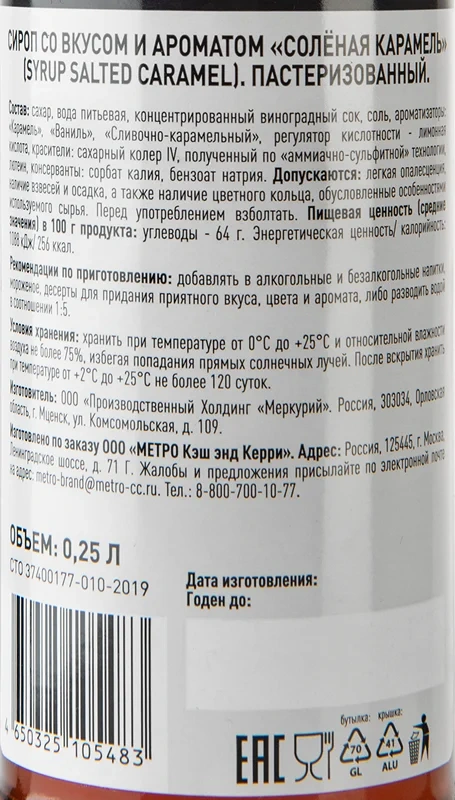 СИРОП СО ВКУСОМ И АРОМАТОМ «СОЛЁНАЯ КАРАМЕЛЬ»
(SYRUP SALTED CARAMEL). ПАСТЕРИЗОВАННЫЙ.
Состав: сахар, вода питьевая, концентрированный виноградный сок, соль, ароматизаторы:
«Карамель», «Ваниль», «Сливочно-карамельный», регулятор кислотности - лимонная
кислота, красители: сахарный колер IV, полученный по «аммиачно-сульфитной» технологии,
консерванты: сорбат калия, бензоат натрия. Допускаются: легкая опалесценция,
наличие взвесей и осадка, а также наличие цветного кольца, обусловленные особенностями
используемого сырья. Перед употреблением взболтать. Пищевая ценность (средние
значения) в 100 г продукта: углеводы - 64 г. Энергетическая ценность/ калорийность:
1088 кДж/ 256 ккал.
Рекомендации по приготовлению: добавлять в алкогольные и безалкогольные напитки,
мороженое, десерты для придания приятного вкуса, цвета и аромата, либо разводить водой
в соотношении 1:5.
Условия хранения: хранить при температуре от 0°С до +25°С и относительной влажности
воздуха не более 75%, избегая попадания прямых солнечных лучей. После вскрытия хранить
при температуре от +2°С до +25°С не более 120 суток.
Изготовитель: ООО «Производственный Холдинг «Меркурий». Россия, 303034, Орловская
область, г. Мценск, ул. Комсомольская, д. 109.
Изготовлено по заказу ООО «МЕТРО Кэш энд Керри». Адрес: Россия, 125445, г. Москва,
Ленинградское шоссе, д. 71 Г. Жалобы и предложения присылайте по электронной почте
на адрес: metro-brand@metro-cc.ru. Тел.: 8-800-700-10-77.
ОБЪЕМ: 0,25 Л
СТО 37400177-010-2019
Дата изготовления:
Годен до:
4 650325 105483
EAC
бутылка: крышка:
70 41
GL ALU